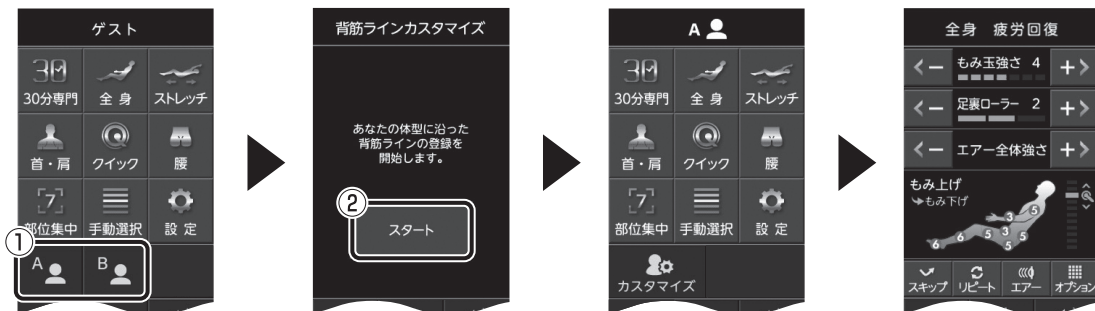 ゲスト
30
30分専門 全 身 ストレッチ
首・肩 クイック 腰
7
部位集中 手動選択 設 定
①
A B
背筋ラインカスタマイズ
あなたの体型に沿った
背筋ラインの登録を
開始します。
②
スタート
A
30
30分専門 全 身 ストレッチ
首・肩 クイック 腰
7
部位集中 手動選択 設 定
カスタマイズ
全身 疲労回復
もみ玉強さ 4
足裏ローラー 2
エアー全体強さ
もみ上げ
もみ下げ
3 5
6 6 5 3 5
5
スキップ リピート エアー オプション